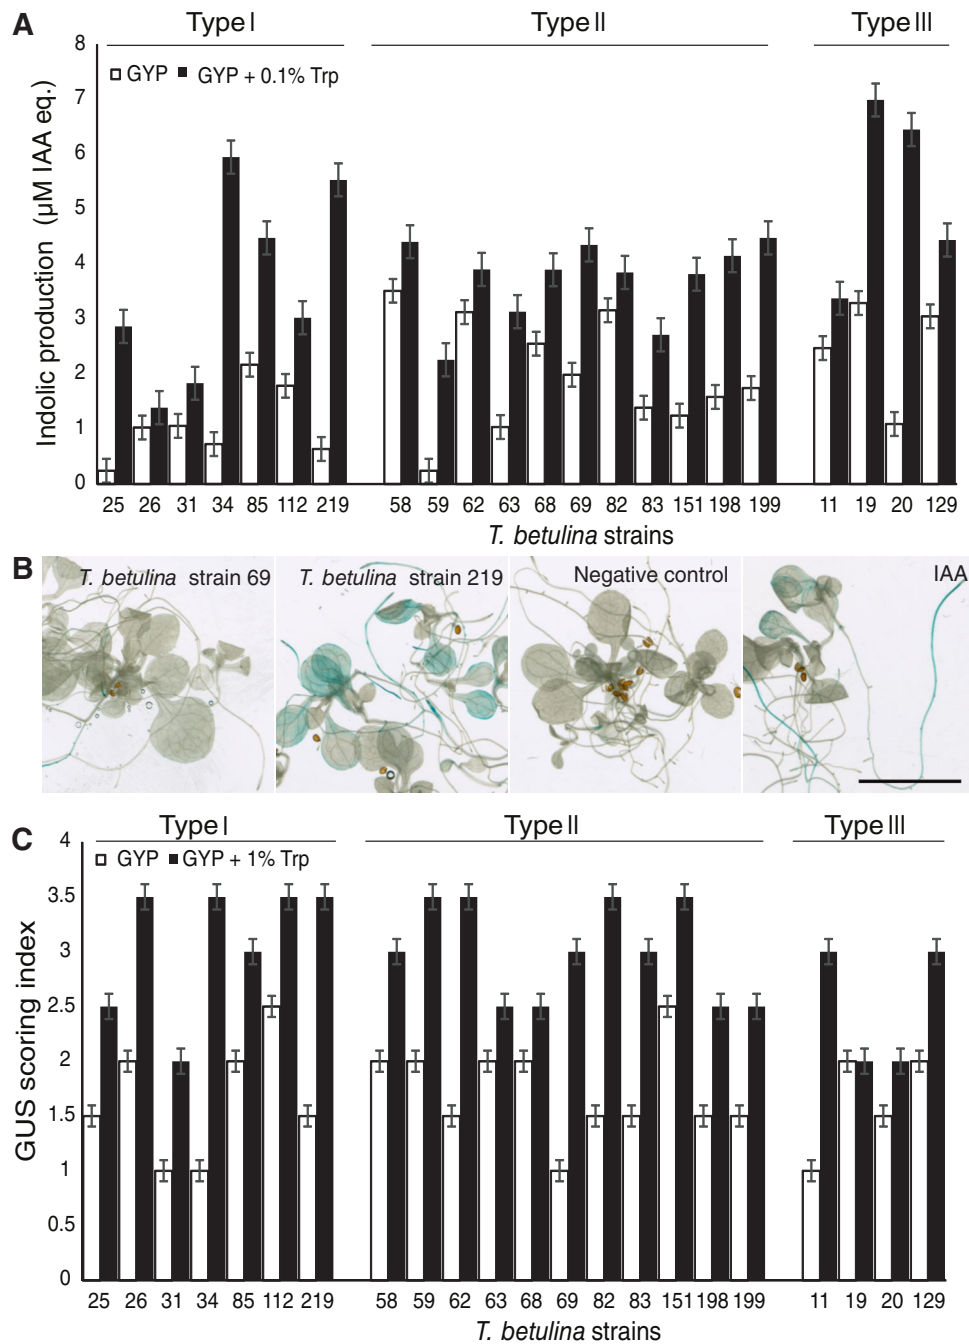 A
Type I
Type II
Type III
GYP
GYP + 0.1% Trp
Indolic production (µM IAA eq.)
8
7
6
5
4
3
2
1
0
25 26 31 34 85 112 219 58 59 62 63 68 69 82 83 151 198 199 11 19 20 129
T. betulina strains
B
T. betulina strain 69
T. betulina strain 219
Negative control
IAA
C
Type I
Type II
Type III
GYP
GYP + 1% Trp
GUS scoring index
4
3.5
3
2.5
2
1.5
1
0.5
0
25 26 31 34 85 112 219 58 59 62 63 68 69 82 83 151 198 199 11 19 20 129
T. betulina strains